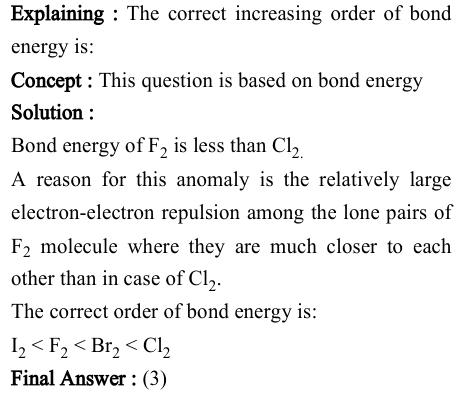 Explaining : The correct increasing order of bond
energy is:
Concept : This question is based on bond energy
Solution :
Bond energy of F₂ is less than Cl₂.
A reason for this anomaly is the relatively large
electron-electron repulsion among the lone pairs of
F₂ molecule where they are much closer to each
other than in case of Cl₂.
The correct order of bond energy is:
I₂ < F₂ < Br₂ < Cl₂
Final Answer : (3)